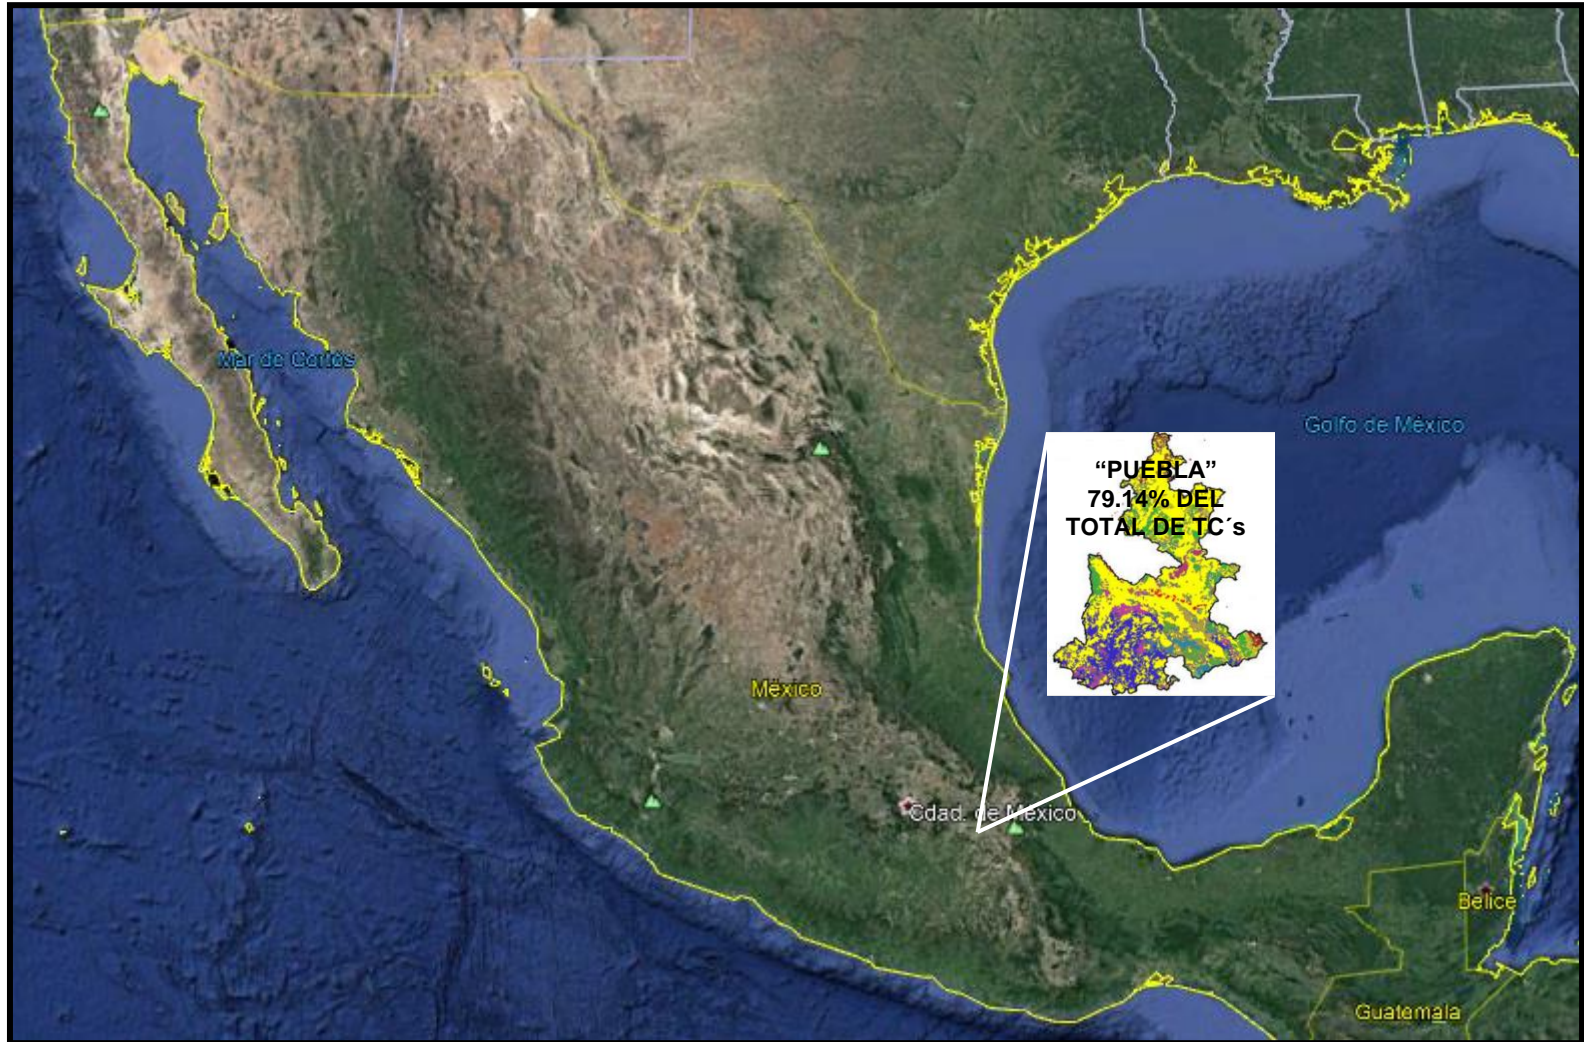 Mar de Cortés
Golfo de México
“PUEBLA”
79.14% DEL
TOTAL DE TC´s
México
Cdad. de México
Belice
Guatemala